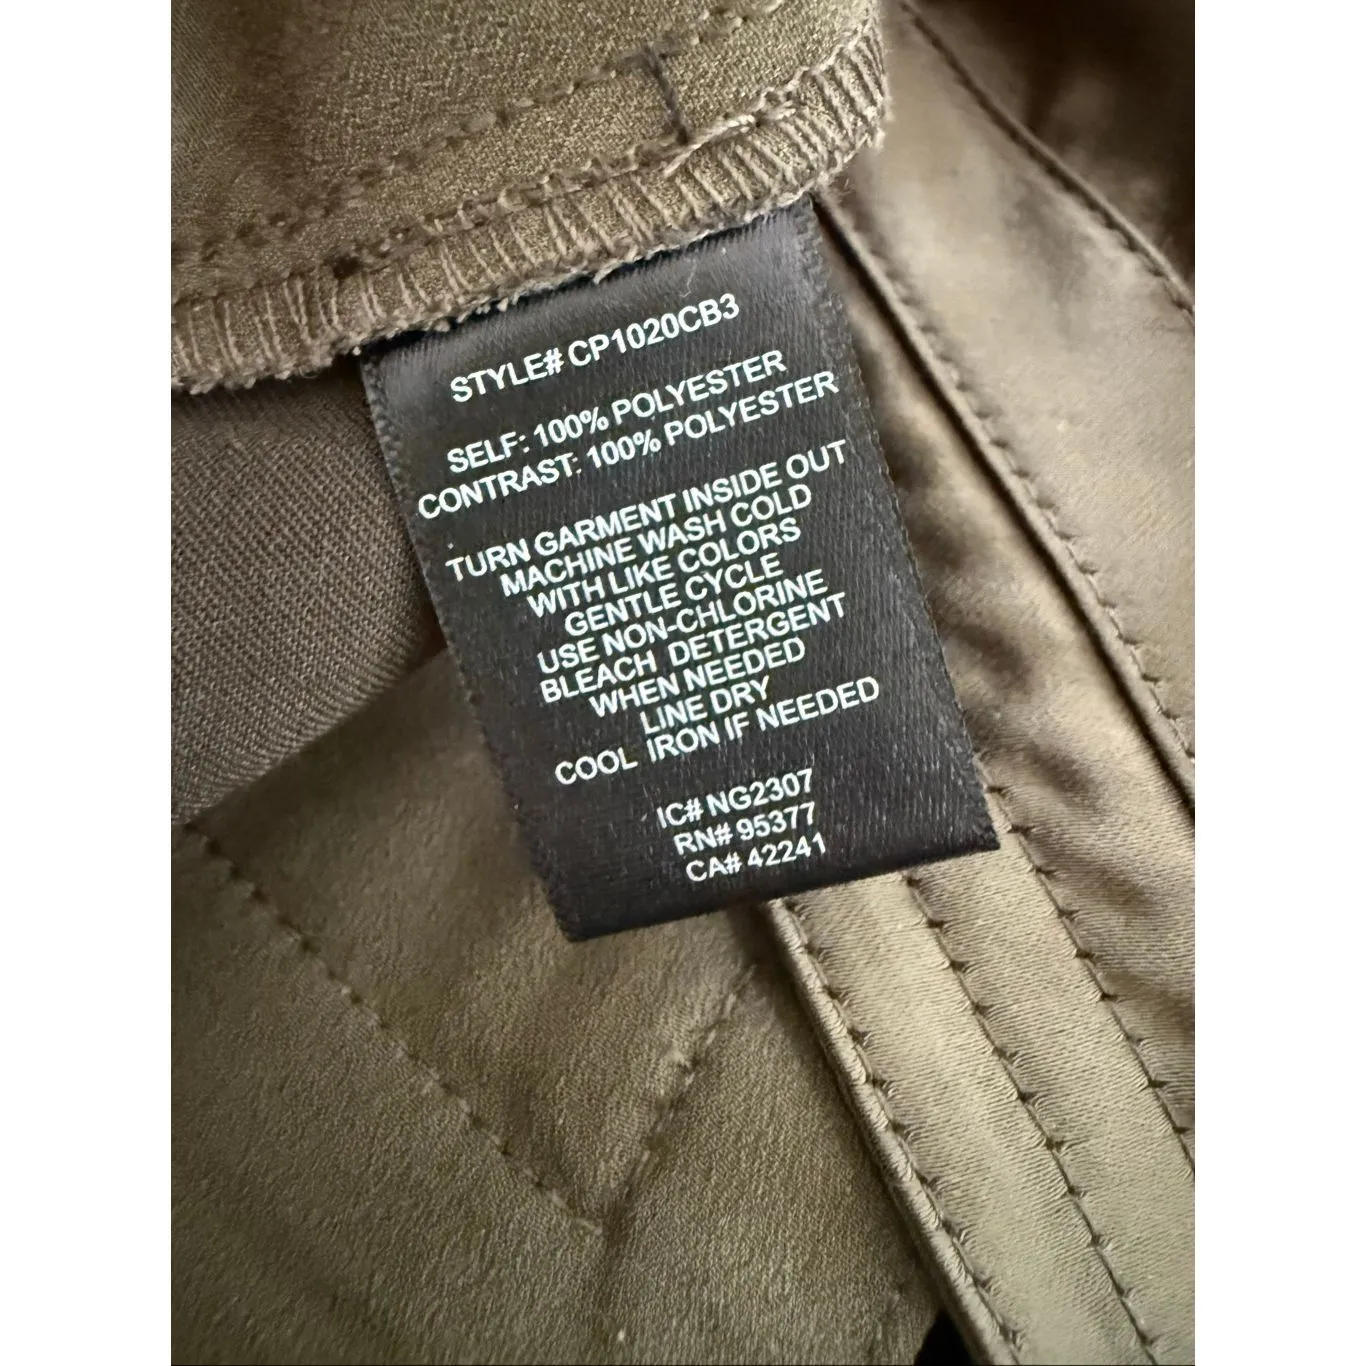 STYLE# CP1020CB3
SELF: 100% POLYESTER
CONTRAST: 100% POLYESTER
TURN GARMENT INSIDE OUT
MACHINE WASH COLD
WITH LIKE COLORS
GENTLE CYCLE
USE NON-CHLORINE
BLEACH DETERGENT
WHEN NEEDED
LINE DRY
COOL IRON IF NEEDED
IC# NG2307
RN# 95377
CA# 42241